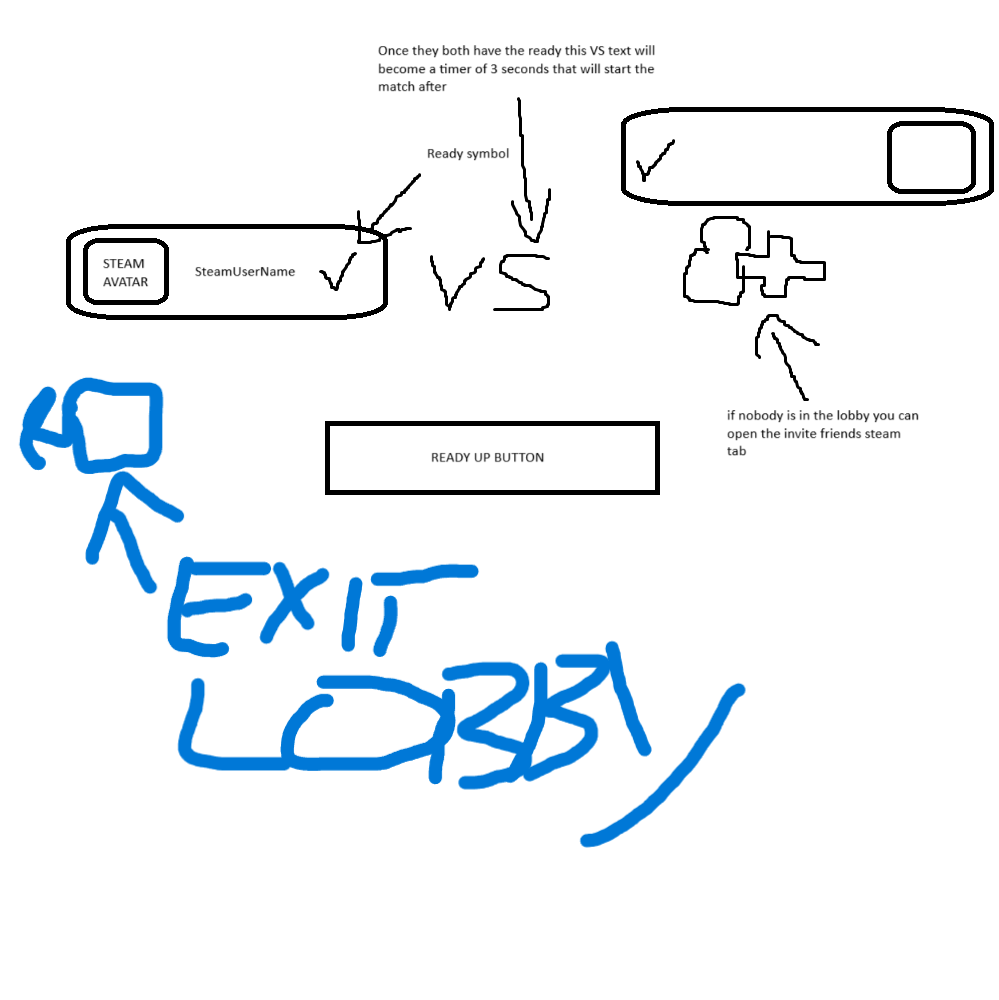 Once they both have the ready this VS text will
become a timer of 3 seconds that will start the
match after
Ready symbol
STEAM
AVATAR
SteamUserName
VS
if nobody is in the lobby you can
open the invite friends steam
tab
READY UP BUTTON
EXIT
LOBBY